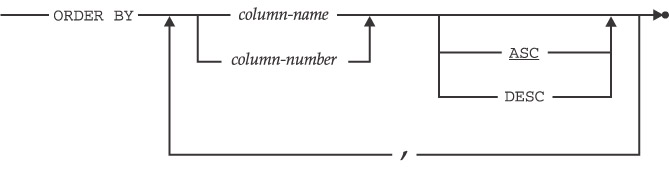 ORDER BY column-name
column-number
ASC
DESC
,